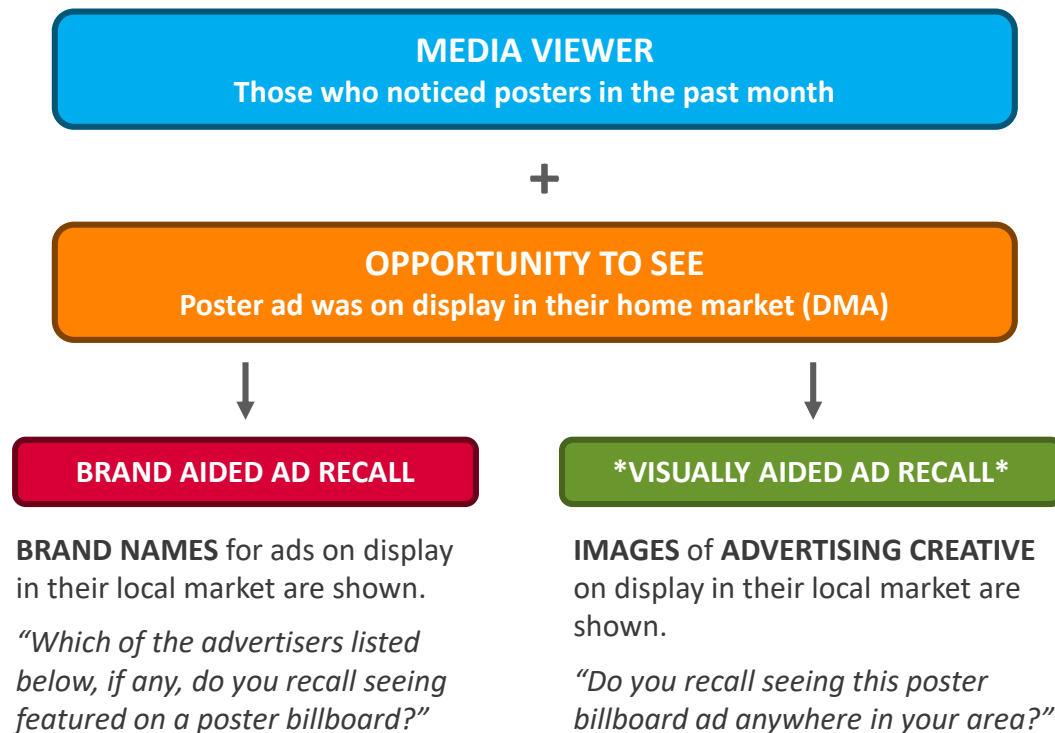 MEDIA VIEWER
Those who noticed posters in the past month
+
OPPORTUNITY TO SEE
Poster ad was on display in their home market (DMA)
BRAND AIDED AD RECALL
BRAND NAMES for ads on display
in their local market are shown.
“Which of the advertisers listed
below, if any, do you recall seeing
featured on a poster billboard?”
*VISUALLY AIDED AD RECALL*
IMAGES of ADVERTISING CREATIVE
on display in their local market are
shown.
“Do you recall seeing this poster
billboard ad anywhere in your area?”